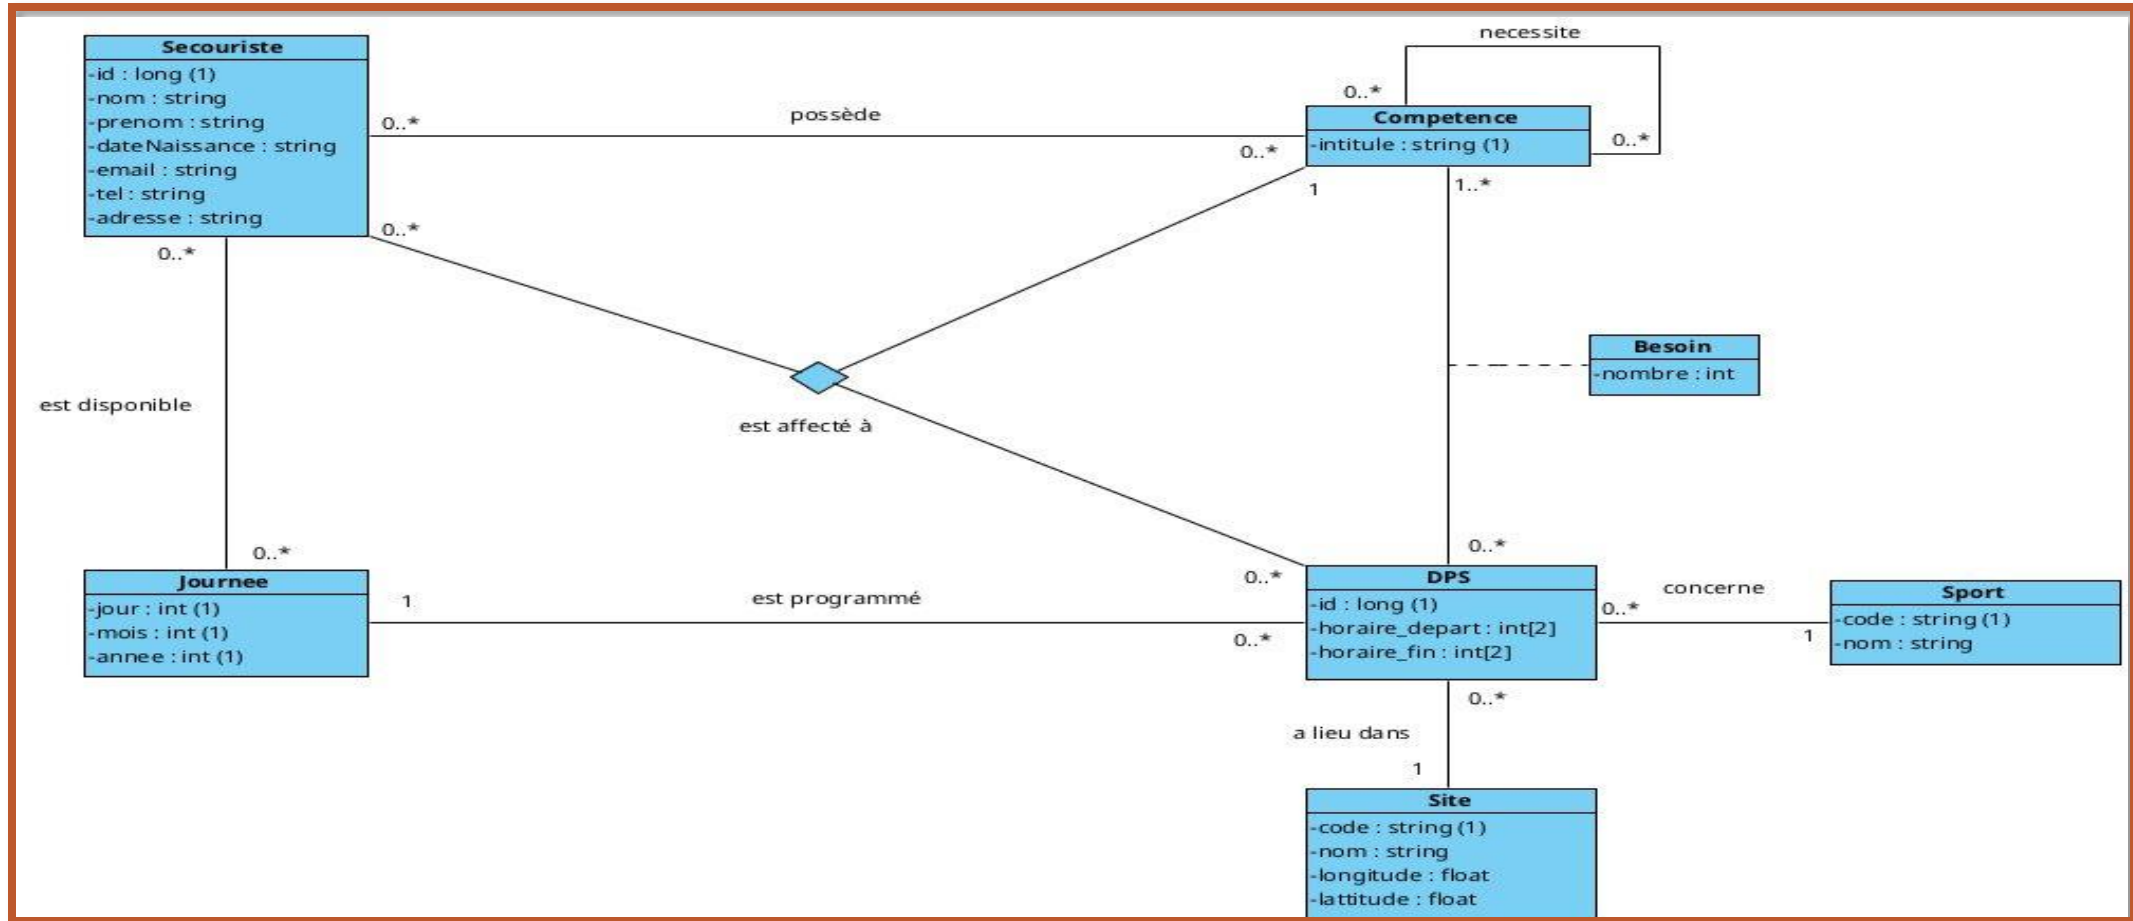 necessite
Secouriste
-id : long (1)
-nom : string
-prenom : string
-dateNaissance : string
-email : string
-tel : string
-adresse : string
0..*
possède
0..*
0..*
Competence
-intitule : string (1)
0..*
1
1..*
0..*
0..*
est disponible
est affecté à
Besoin
-nombre : int
0..*
Journee
-jour : int (1)
-mois : int (1)
-annee : int (1)
1
est programmé
0..*
0..*
0..*
DPS
-id : long (1)
-horaire_depart : int[2]
-horaire_fin : int[2]
0..*
concerne
1
Sport
-code : string (1)
-nom : string
0..*
a lieu dans
1
Site
-code : string (1)
-nom : string
-longitude : float
-lattitude : float